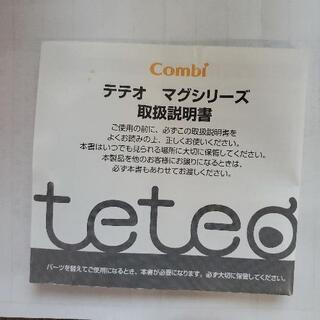 Combi
テテオ マグシリーズ
取扱説明書
ご使用の前に、必ずこの取扱説明書を
よくお読みの上、正しくお使いください。
本書はいつでも見られる場所に大切に保管してください。
本製品を他のお客様にお譲りになるときは、
必ず本書もあわせてお渡しください。
teteo
パーツを替えてご使用になるとき、本書が必要になります。必ず大切に保管してください。